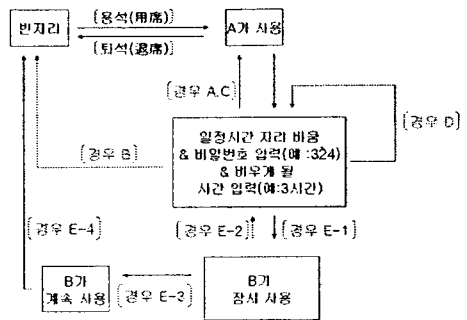 빈자리
[용석(用席)]
[퇴석(退席)]
A가 사용
[경우 A.C]
[경우 D]
[경우 B]
일정시간 자리 비움
& 비밀번호 입력(예 :324)
& 비우게 될
시간 입력(예:3시간)
[경우 E-4]
[경우 E-2]
[경우 E-1]
B가
계속 사용
[경우 E-3]
B가
잠시 사용